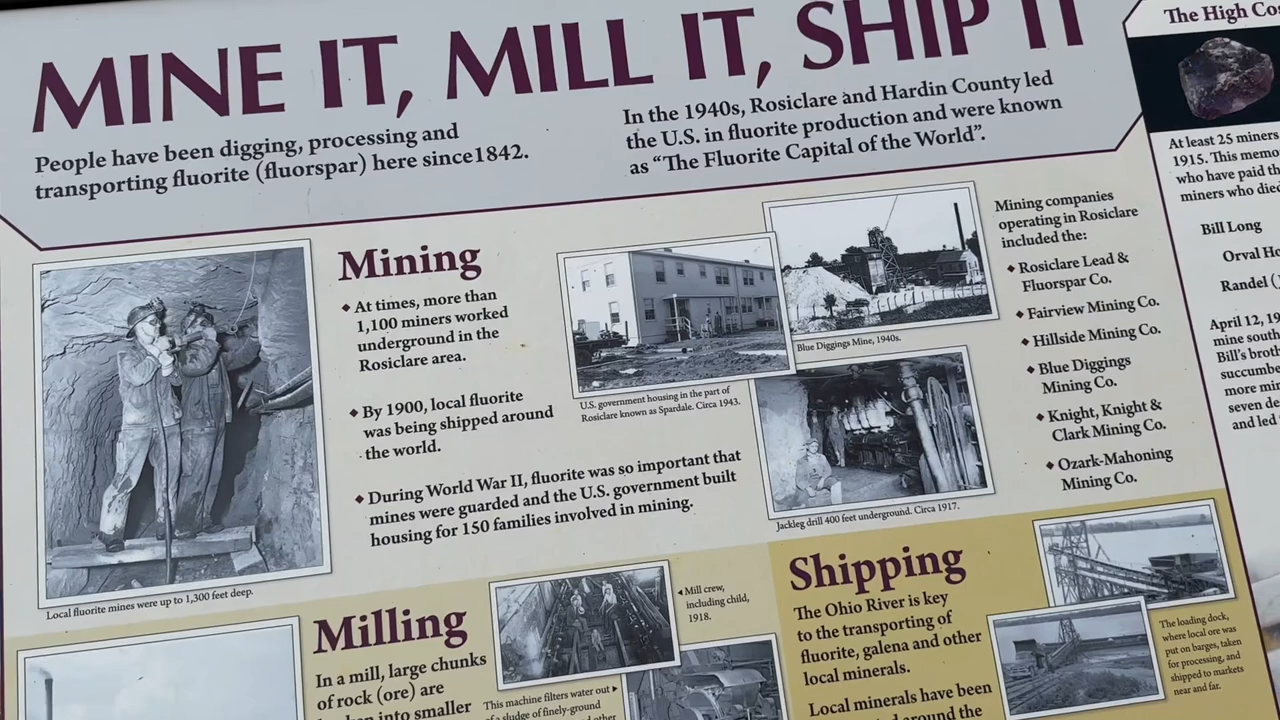 MINE IT, MILL IT, SHIP IT
People have been digging, processing and
transporting fluorite (fluorspar) here since1842.
In the 1940s, Rosiclare and Hardin County led
the U.S. in fluorite production and were known
as “The Fluorite Capital of the World”.
Mining
◆ At times, more than
1,100 miners worked
underground in the
Rosiclare area.
◆ By 1900, local fluorite
was being shipped around
the world.
◆ During World War II, fluorite was so important that
mines were guarded and the U.S. government built
housing for 150 families involved in mining.
Local fluorite mines were up to 1,300 feet deep.
U.S. government housing in the part of
Rosiclare known as Spardale. Circa 1943.
Blue Diggings Mine, 1940s.
Jackleg drill 400 feet underground. Circa 1917.
Mining companies
operating in Rosiclare
included the:
◆ Rosiclare Lead &
Fluorspar Co.
◆ Fairview Mining Co.
◆ Hillside Mining Co.
◆ Blue Diggings
Mining Co.
◆ Knight, Knight &
Clark Mining Co.
◆ Ozark-Mahoning
Mining Co.
Milling
In a mill, large chunks
of rock (ore) are
into smaller
◂ Mill crew,
including child,
1918.
This machine filters water out ▸
sludge of finely-ground
other
Shipping
The Ohio River is key
to the transporting of
fluorite, galena and other
local minerals.
Local minerals have been
around the
The loading dock,
where local ore was
put on barges, taken
for processing, and
shipped to markets
near and far.
The High
At least 25 miners
1915. This
who have paid
miners who died
Bill Long
Orval
Randel
April 12,
mine
Bill's
more
seven
and led